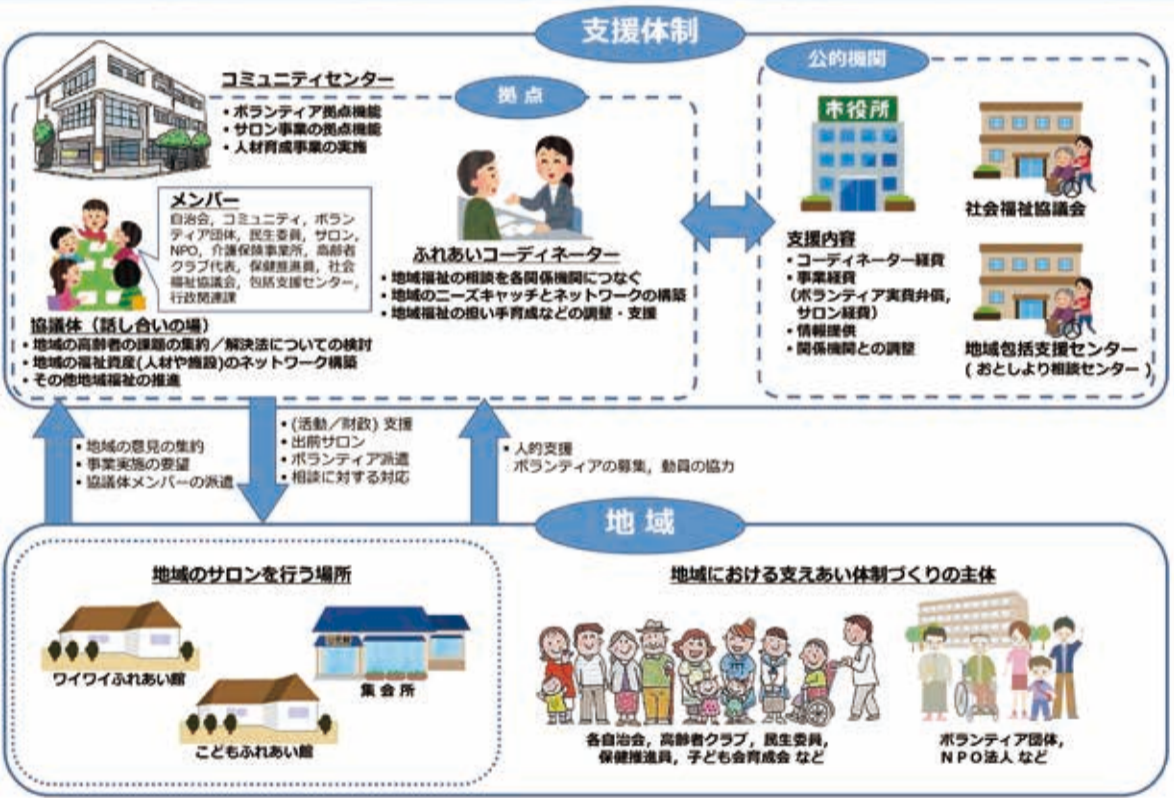 支援体制
コミュニティセンター
・ボランティア拠点機能
・サロン事業の拠点機能
・人材育成事業の実施
拠点
メンバー
自治会，コミュニティ，ボラン
ティア団体，民生委員，サロン，
NPO，介護保険事業所，高齢者
クラブ代表，保健推進員，社会
福祉協議会，包括支援センター，
行政関連課
協議体（話し合いの場）
・地域の高齢者の課題の集約／解決法についての検討
・地域の福祉資産(人材や施設)のネットワーク構築
・その他地域福祉の推進
ふれあいコーディネーター
・地域福祉の相談を各関係機関につなぐ
・地域のニーズキャッチとネットワークの構築
・地域福祉の担い手育成などの調整・支援
公的機関
市役所
支援内容
・コーディネーター経費
・事業経費
（ボランティア実費弁償，
サロン経費）
・情報提供
・関係機関との調整
社会福祉協議会
地域包括支援センター
( おとしより相談センター )
・地域の意見の集約
・事業実施の要望
・協議体メンバーの派遣
・(活動／財政) 支援
・出前サロン
・ボランティア派遣
・相談に対する対応
・人的支援
ボランティアの募集，動員の協力
地域
地域のサロンを行う場所
ワイワイふれあい館
こどもふれあい館
集会所
地域における支えあい体制づくりの主体
各自治会，高齢者クラブ，民生委員，
保健推進員，子ども会育成会 など
ボランティア団体，
ＮＰＯ法人 など